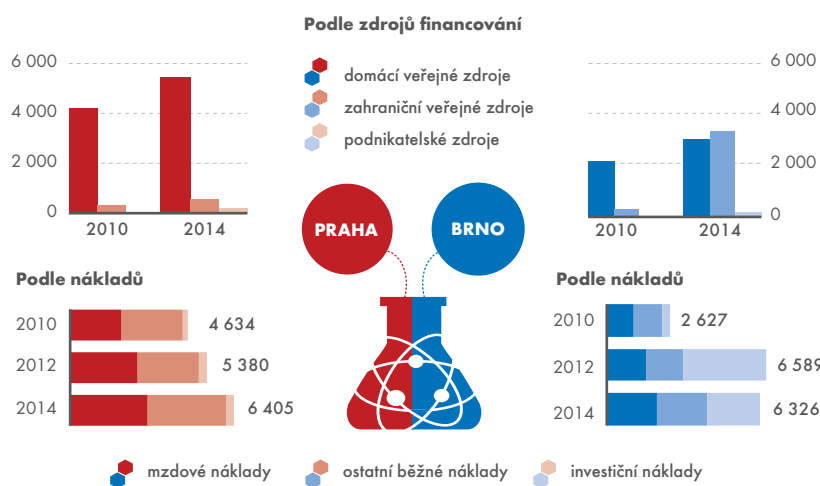 Podle zdrojů financování
domácí veřejné zdroje
zahraniční veřejné zdroje
podnikatelské zdroje
6 000
4 000
2 000
0
2010
2014
6 000
4 000
2 000
0
2010
2014
PRAHA
BRNO
Podle nákladů
2010
4 634
2012
5 380
2014
6 405
Podle nákladů
2010
2 627
2012
6 589
2014
6 326
mzdové náklady
ostatní běžné náklady
investiční náklady